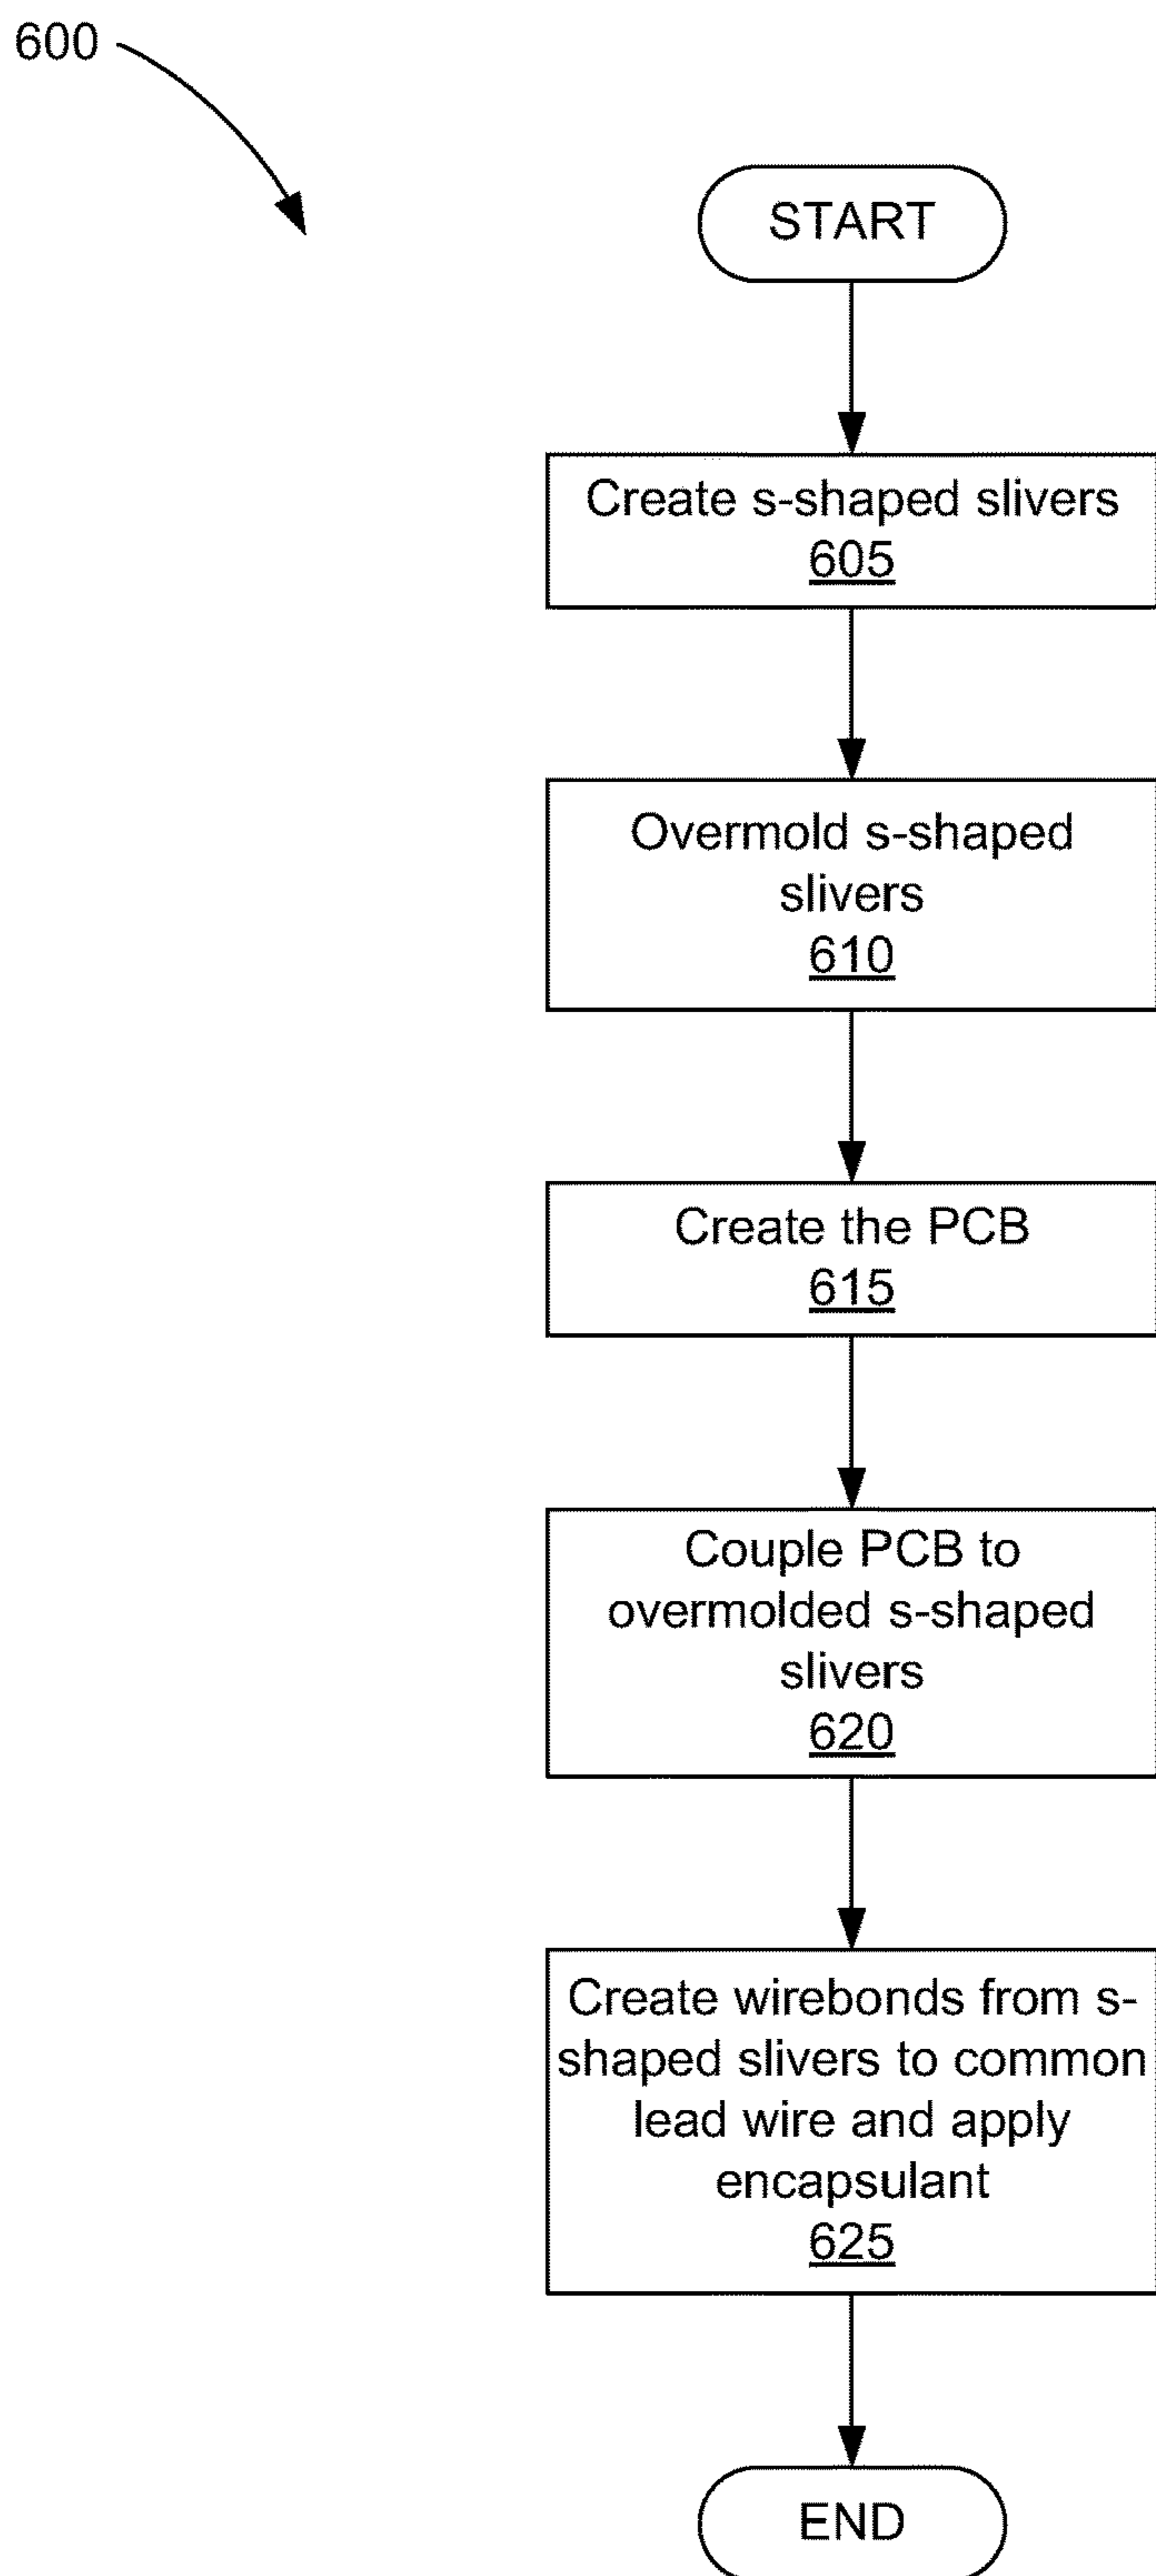 600
START
Create s-shaped slivers
605
Overmold s-shaped
slivers
610
Create the PCB
615
Couple PCB to
overmolded s-shaped
slivers
620
Create wirebonds from s-
shaped slivers to common
lead wire and apply
encapsulant
625
END